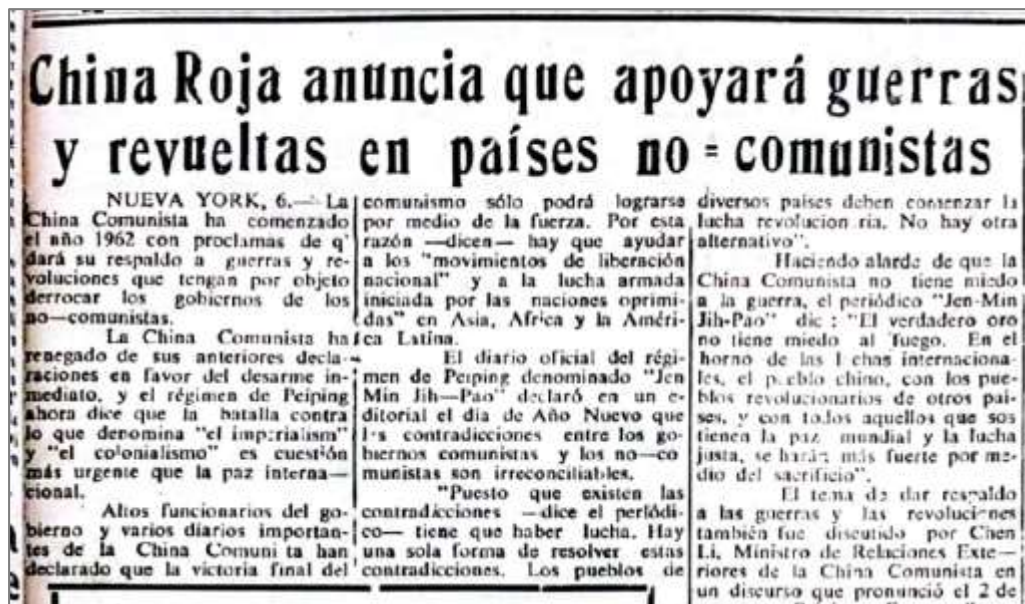 China Roja anuncia que apoyará guerras
y revueltas en países no=comunistas
NUEVA YORK, 6.— La
China Comunista ha comenzado
el año 1962 con proclamas de q'
dará su respaldo a guerras y re-
voluciones que tengan por objeto
derrocar los gobiernos de los
no—comunistas.
La China Comunista ha
renegado de sus anteriores decla-
raciones en favor del desarme in-
mediato, y el régimen de Peiping
ahora dice que la batalla contra
lo que denomina "el imperialism"
y "el colonialismo" es cuestión
más urgente que la paz interna—
cional.
Altos funcionarios del go-
bierno y varios diarios importan-
tes de la China Comuni ta han
declarado que la victoria final del
comunismo sólo podrá lograrse
por medio de la fuerza. Por esta
razón —dicen— hay que ayudar
a los "movimientos de liberación
nacional" y a la lucha armada
iniciada por las naciones oprimi-
das" en Asia, Africa y la Améri-
ca Latina.
El diario oficial del régi-
men de Peiping denominado "Jen
Min Jih—Pao" declaró en un e-
ditorial el día de Año Nuevo que
l·s contradicciones entre los go-
biernos comunistas y los no—co
munistas son irreconciliables.
"Puesto que existen las
contradicciones —dice el periódi-
co— tiene que haber lucha. Hay
una sola forma de resolver estas
contradicciones. Los pueblos de
diversos países deben comenzar la
lucha revolucion ria. No hay otra
alternativo".
Haciendo alarde de que la
China Comunista no tiene miedo
a la guerra, el periódico "Jen-Min
Jih-Pao" dic : "El verdadero oro
no tiene miedo al fuego. En el
horno de las l chas internaciona-
les, el p.eblo chino, con los pue-
blos revolucionarios de otros paí-
ses, y con todos aquellos que sos
tienen la paz mundial y la lucha
justa, se harán más fuerte por me-
dio del sacrificio".
El tema de dar respaldo
a las guerras y las revoluciones
también fue discutido por Chen
Li, Ministro de Relaciones Exte—
riores de la China Comunista en
un discurso que pronunció el 2 de